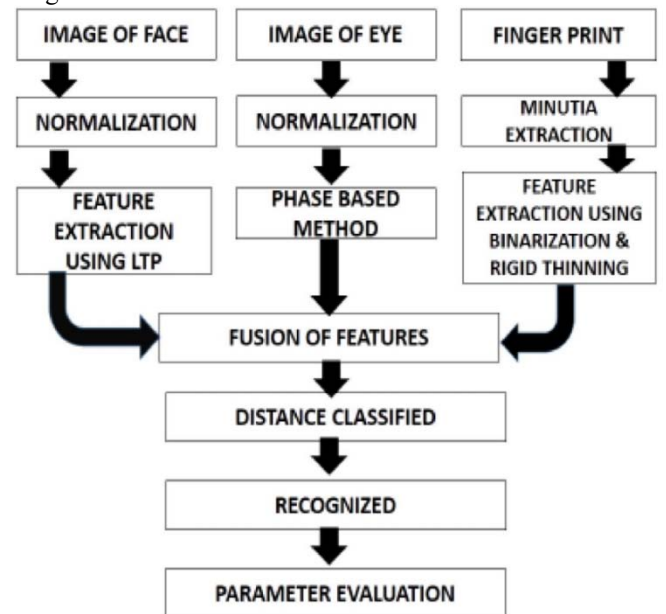 IMAGE OF FACE
IMAGE OF EYE
FINGER PRINT
NORMALIZATION
NORMALIZATION
MINUTIA
EXTRACTION
FEATURE
EXTRACTION
USING LTP
PHASE BASED
METHOD
FEATURE
EXTRACTION USING
BINARIZATION &
RIGID THINNING
FUSION OF FEATURES
DISTANCE CLASSIFIED
RECOGNIZED
PARAMETER EVALUATION